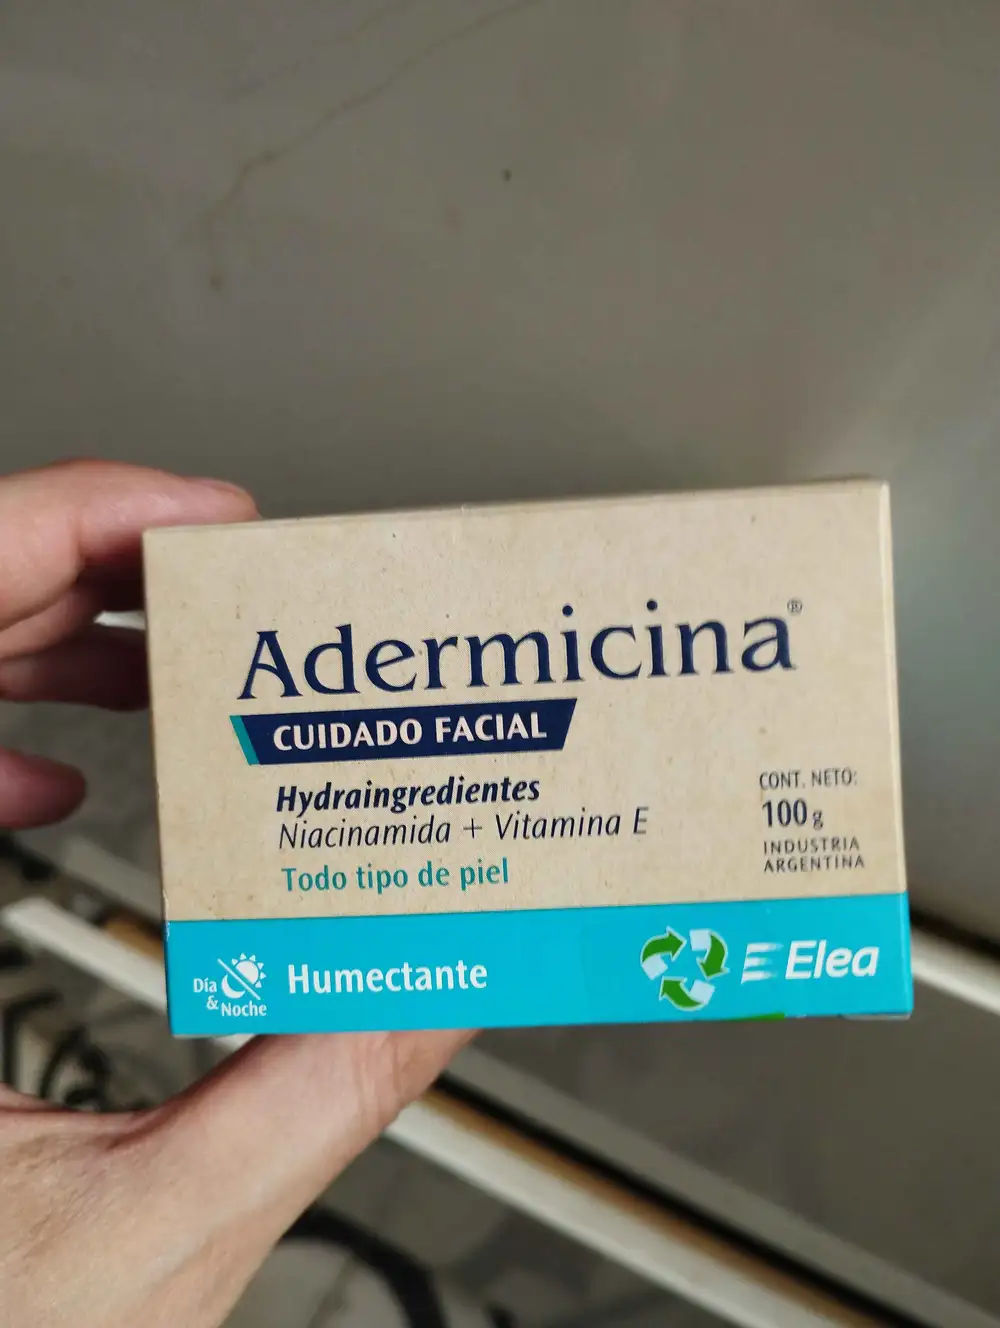 Adermicina®
CUIDADO FACIAL
Hydraingredientes
Niacinamida + Vitamina E
Todo tipo de piel
CONT. NETO:
100 g
INDUSTRIA
ARGENTINA
Día
& Noche
Humectante
Elea